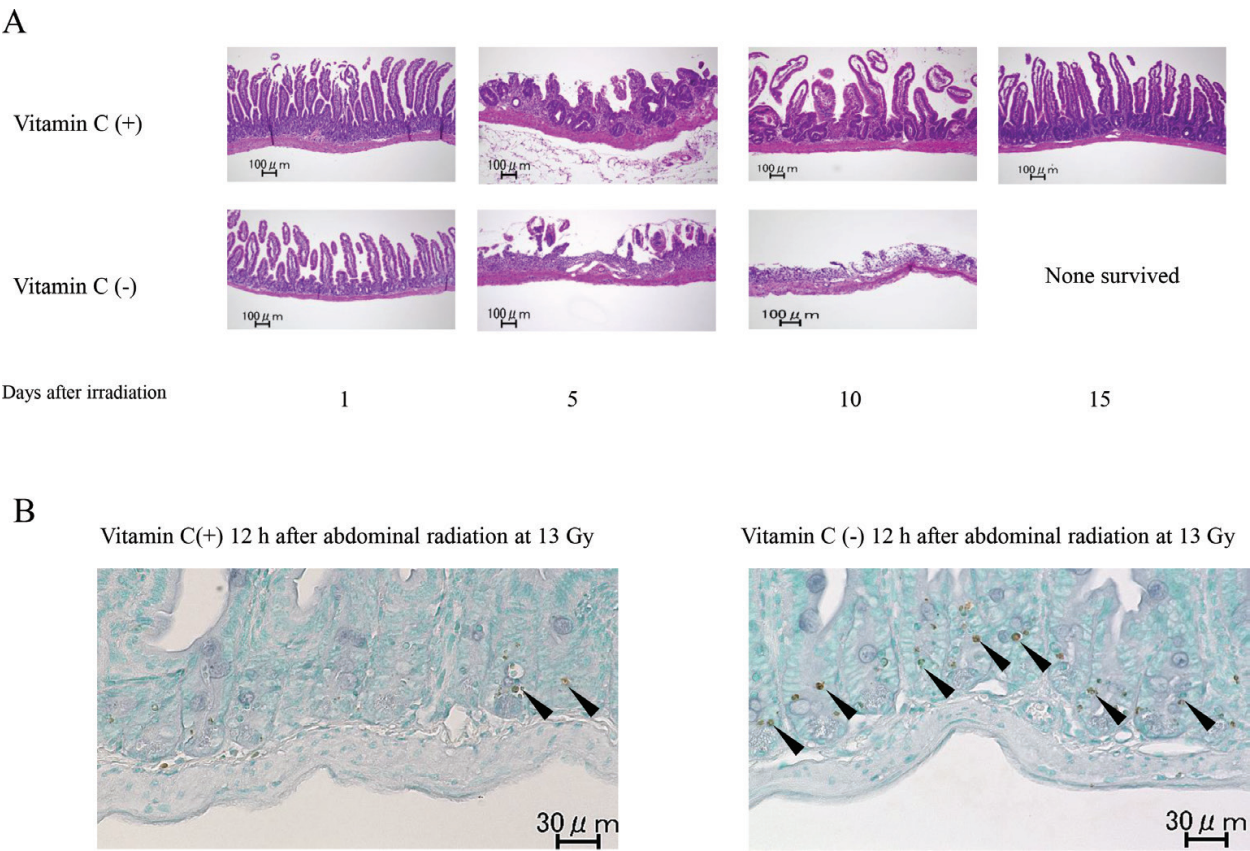 A
Vitamin C (+)
100 μm
100 μm
100 μm
100 μm
Vitamin C (-)
100 μm
100 μm
100 μm
None survived
Days after irradiation
1
5
10
15
B
Vitamin C(+) 12 h after abdominal radiation at 13 Gy
Vitamin C (-) 12 h after abdominal radiation at 13 Gy
30 μm
30 μm